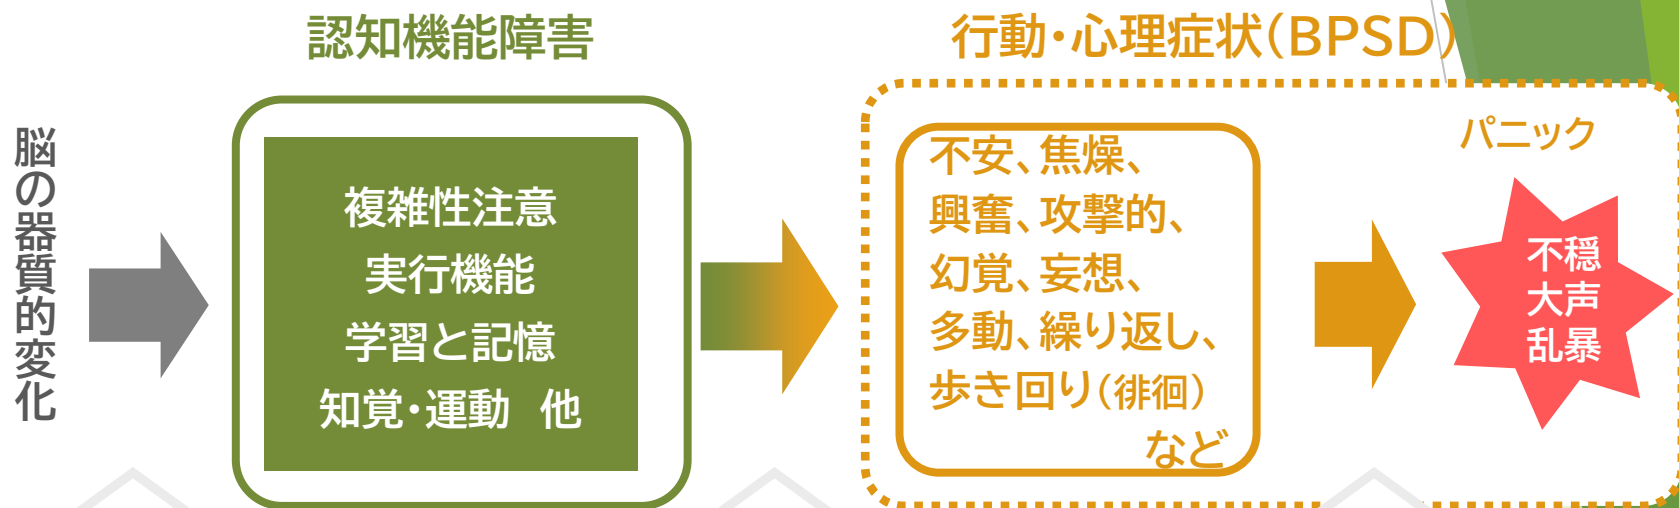 認知機能障害
行動・心理症状(BPSD)
脳の器質的変化
複雑性注意
実行機能
学習と記憶
知覚・運動　他
不安、焦燥、
興奮、攻撃的、
幻覚、妄想、
多動、繰り返し、
歩き回り(徘徊)
など
パニック
不穏
大声
乱暴